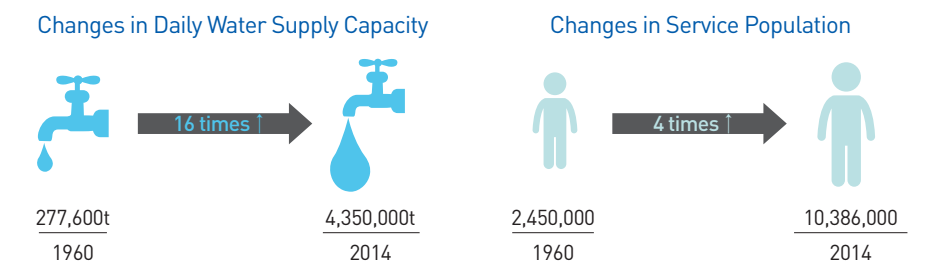 Changes in Daily Water Supply Capacity
16 times ↑
277,600t
1960
4,350,000t
2014
Changes in Service Population
4 times ↑
2,450,000
1960
10,386,000
2014